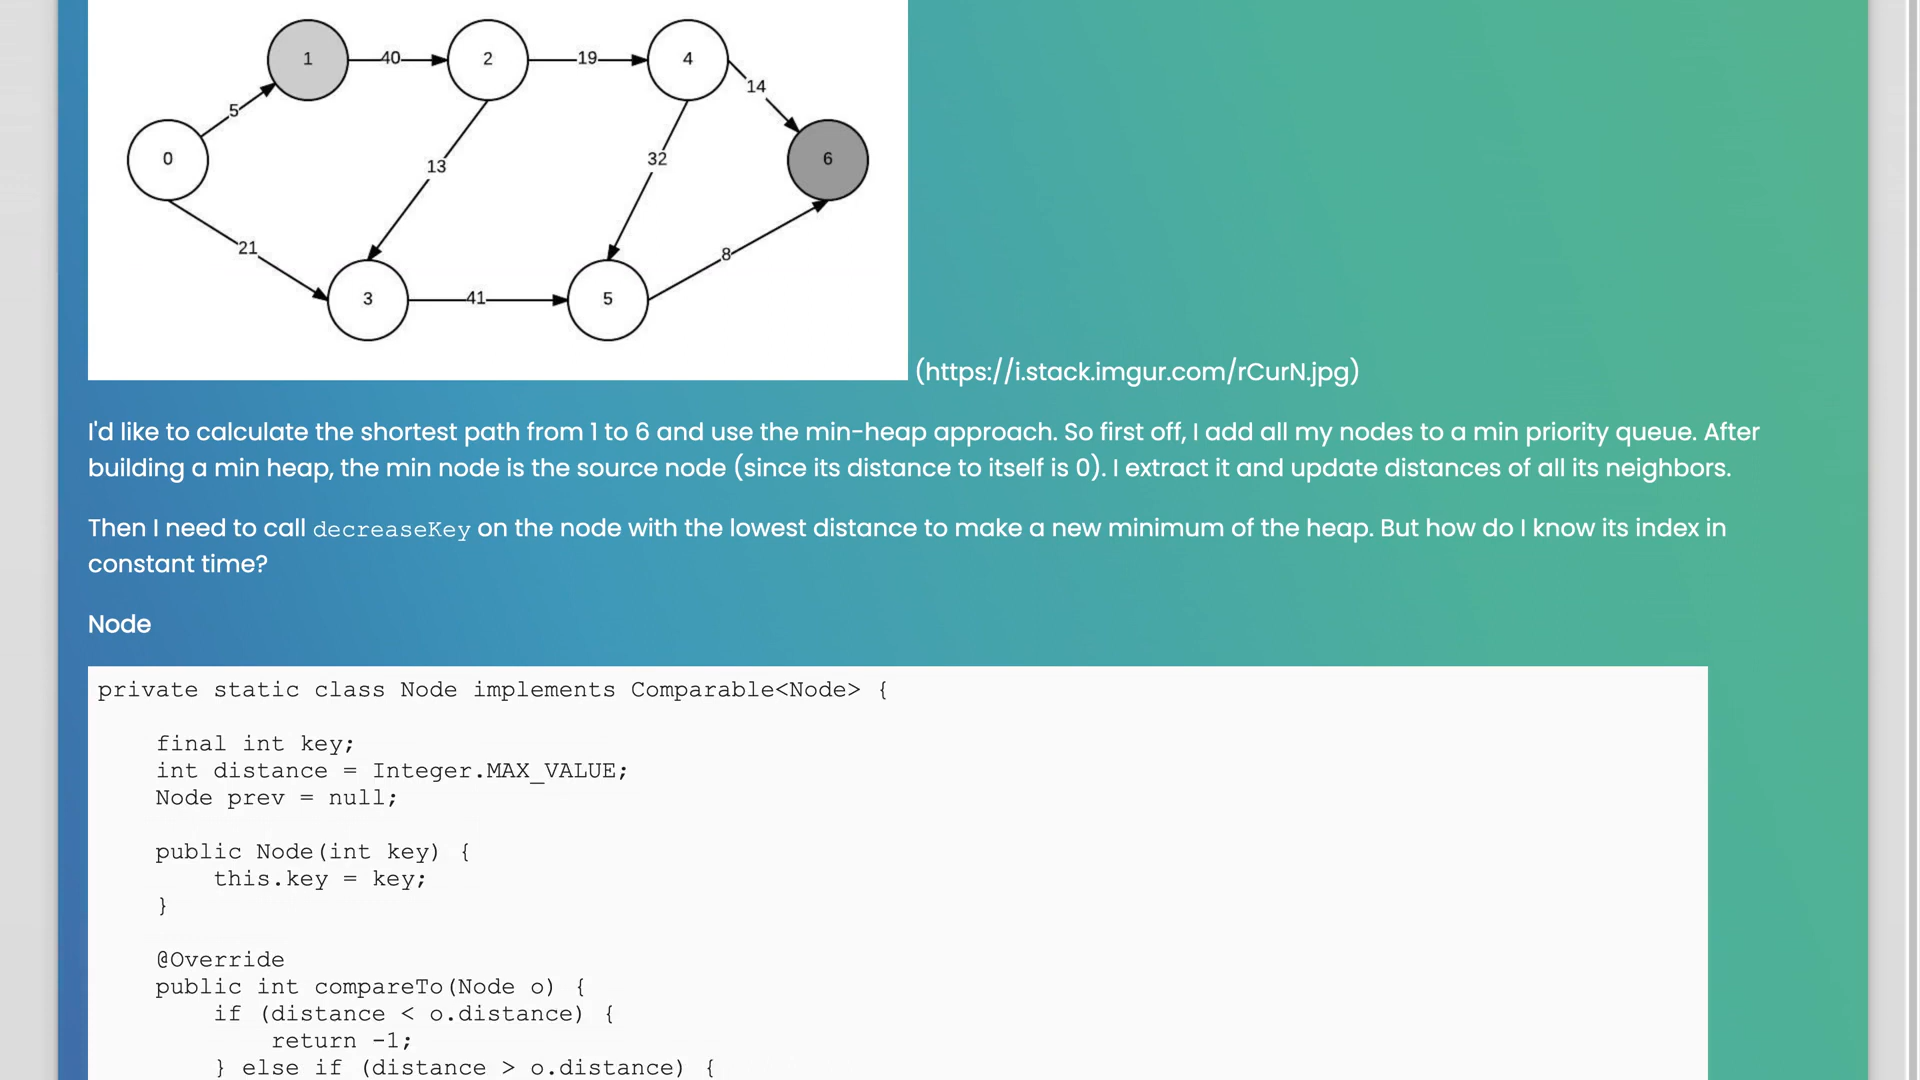 1 40 2 19 4
14
5
0 13 32 6
21 8
3 41 5
(https://i.stack.imgur.com/rCurN.jpg)
I'd like to calculate the shortest path from 1 to 6 and use the min-heap approach. So first off, I add all my nodes to a min priority queue. After
building a min heap, the min node is the source node (since its distance to itself is 0). I extract it and update distances of all its neighbors.
Then I need to call decreaseKey on the node with the lowest distance to make a new minimum of the heap. But how do I know its index in
constant time?
Node
private static class Node implements Comparable<Node> {
    final int key;
    int distance = Integer.MAX_VALUE;
    Node prev = null;
    public Node(int key) {
        this.key = key;
    }
    @Override
    public int compareTo(Node o) {
        if (distance < o.distance) {
            return -1;
        } else if (distance > o.distance) {